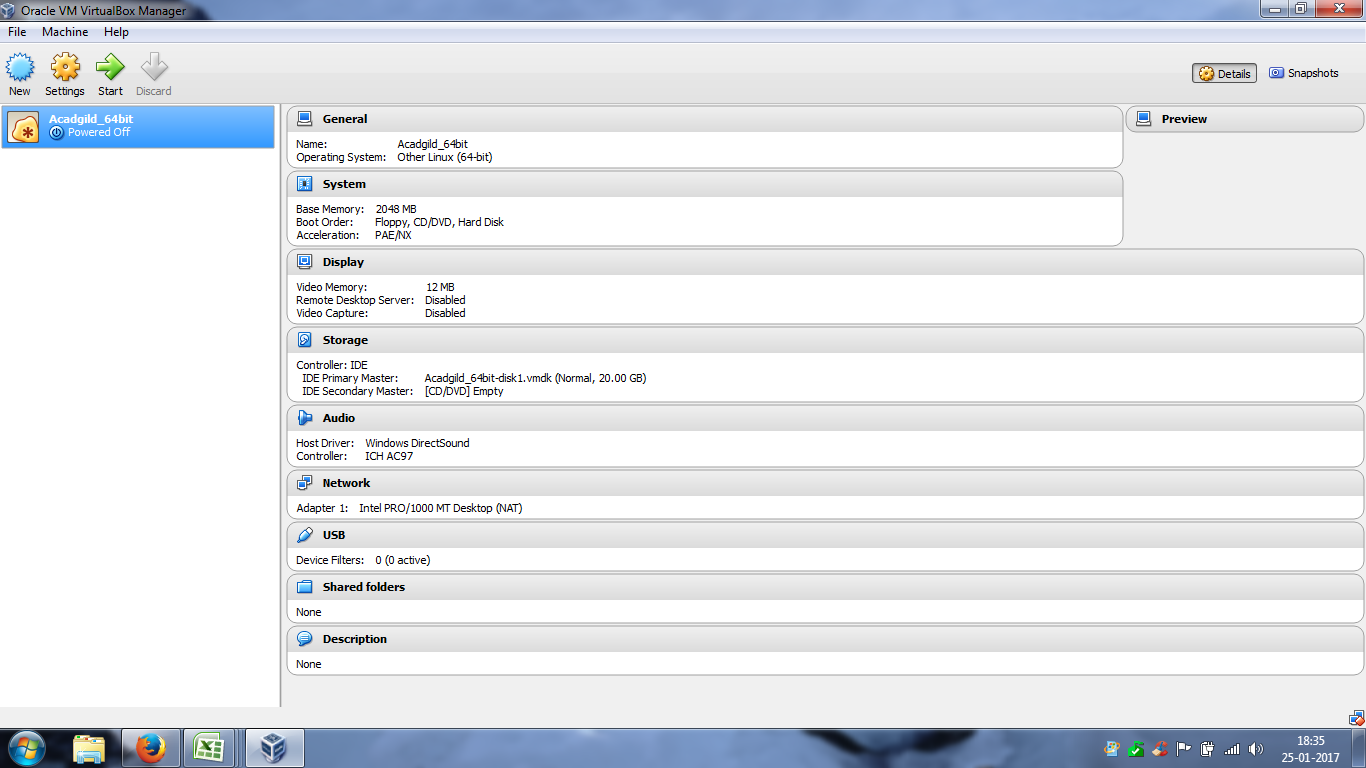 Oracle VM VirtualBox Manager
File Machine Help
New Settings Start Discard
Details Snapshots
Acadgild_64bit
Powered Off
General
Name: Acadgild_64bit
Operating System: Other Linux (64-bit)
Preview
System
Base Memory: 2048 MB
Boot Order: Floppy, CD/DVD, Hard Disk
Acceleration: PAE/NX
Display
Video Memory: 12 MB
Remote Desktop Server: Disabled
Video Capture: Disabled
Storage
Controller: IDE
IDE Primary Master: Acadgild_64bit-disk1.vmdk (Normal, 20.00 GB)
IDE Secondary Master: [CD/DVD] Empty
Audio
Host Driver: Windows DirectSound
Controller: ICH AC97
Network
Adapter 1: Intel PRO/1000 MT Desktop (NAT)
USB
Device Filters: 0 (0 active)
Shared folders
None
Description
None
18:35
25-01-2017